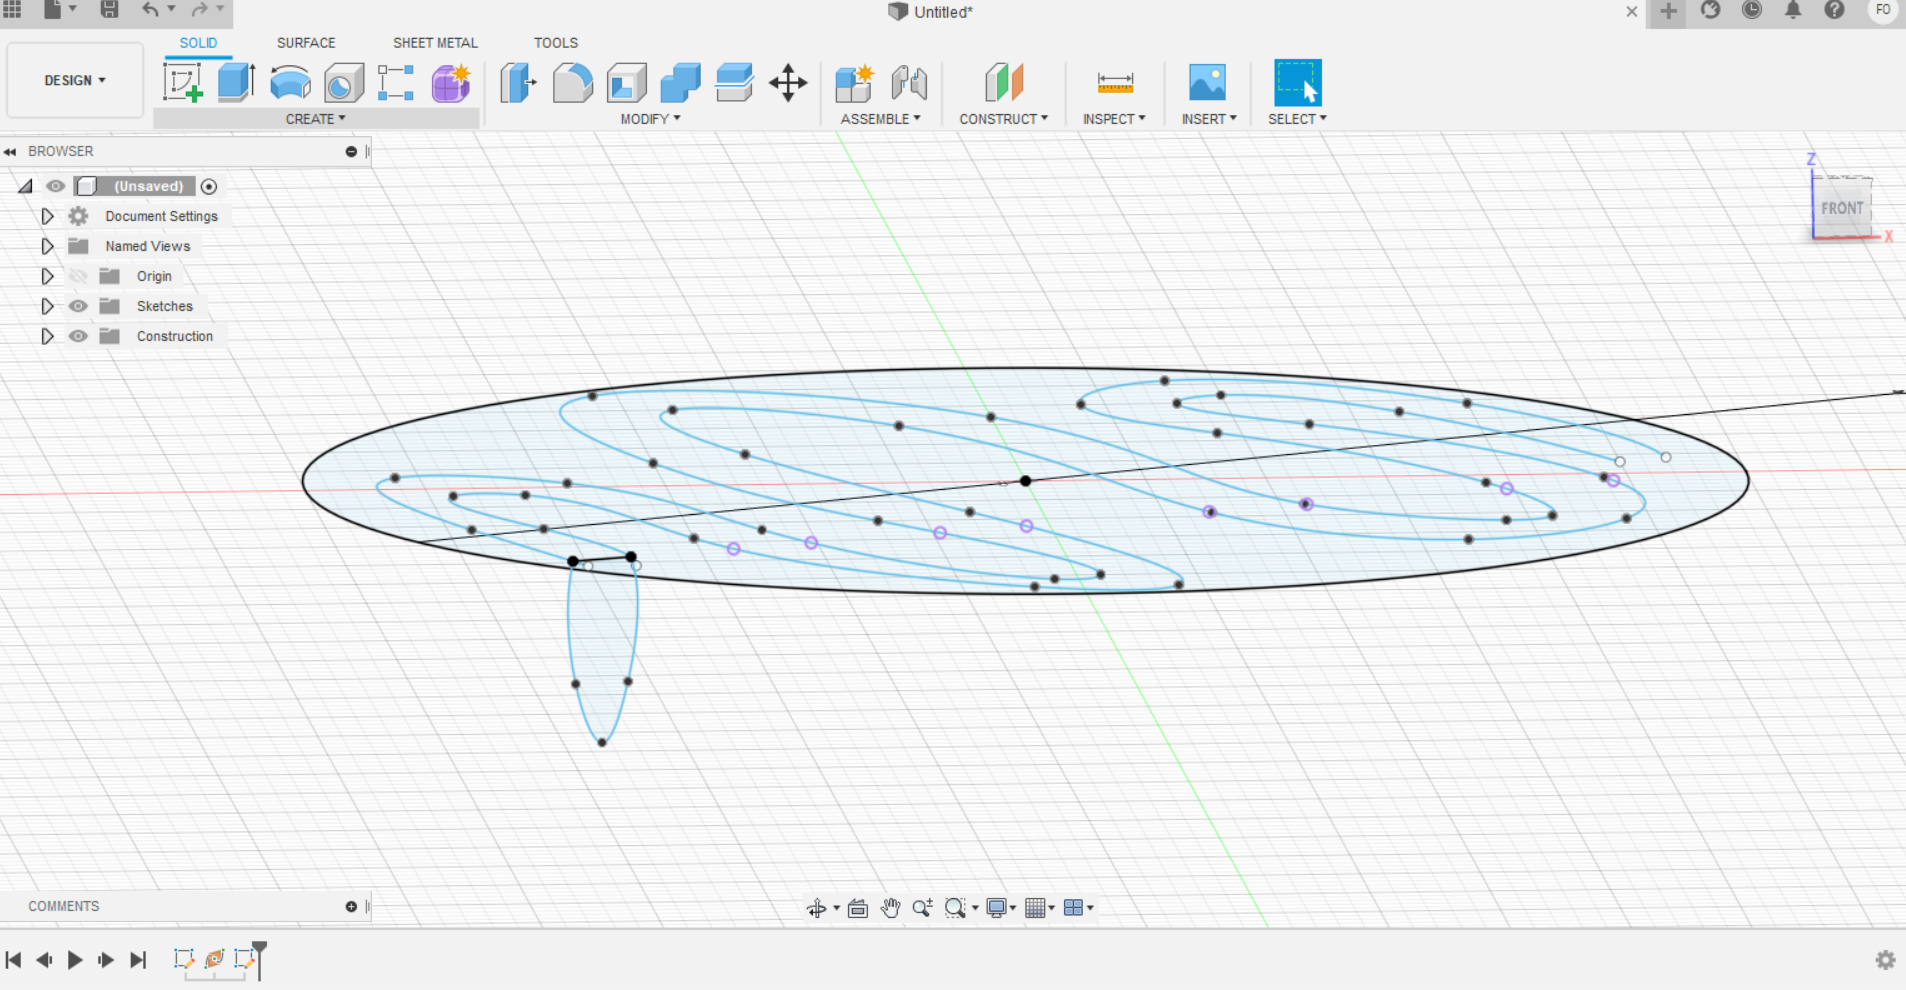 Untitled*
FO
SOLID
SURFACE
SHEET METAL
TOOLS
DESIGN
CREATE
MODIFY
ASSEMBLE
CONSTRUCT
INSPECT
INSERT
SELECT
BROWSER
(Unsaved)
Document Settings
Named Views
Origin
Sketches
Construction
Z
FRONT
X
COMMENTS